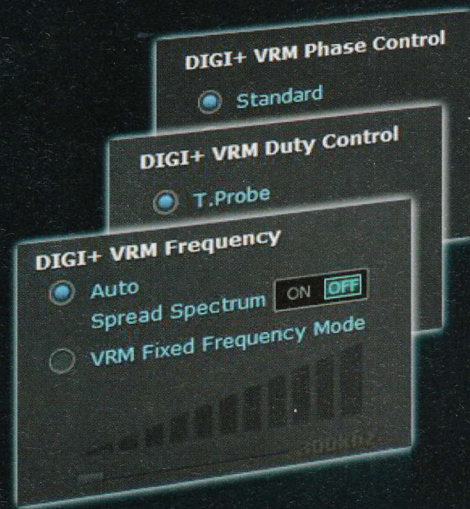 DIGI+ VRM Phase Control
Standard
DIGI+ VRM Duty Control
T.Probe
DIGI+ VRM Frequency
Auto
Spread Spectrum ON OFF
VRM Fixed Frequency Mode